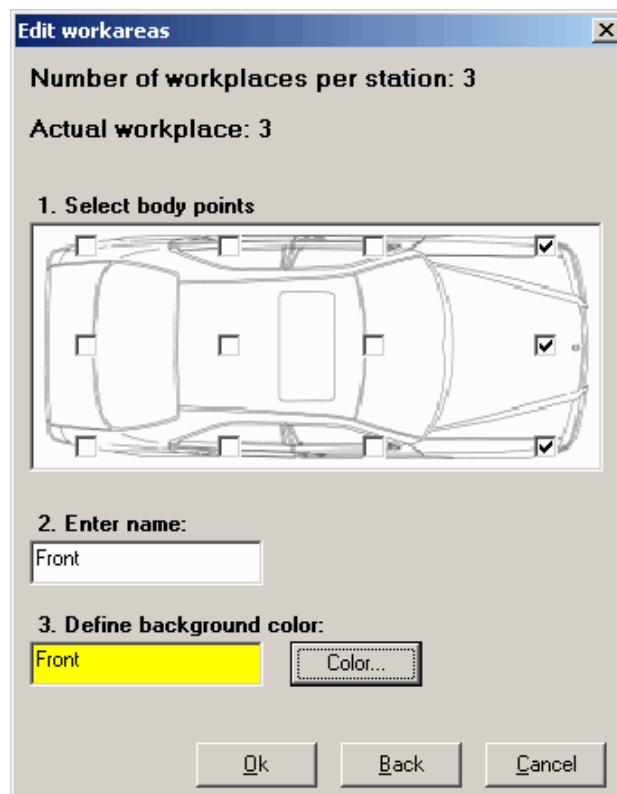 Edit workareas
Number of workplaces per station: 3
Actual workplace: 3
1. Select body points
2. Enter name:
Front
3. Define background color:
Front
Color...
Ok
Back
Cancel